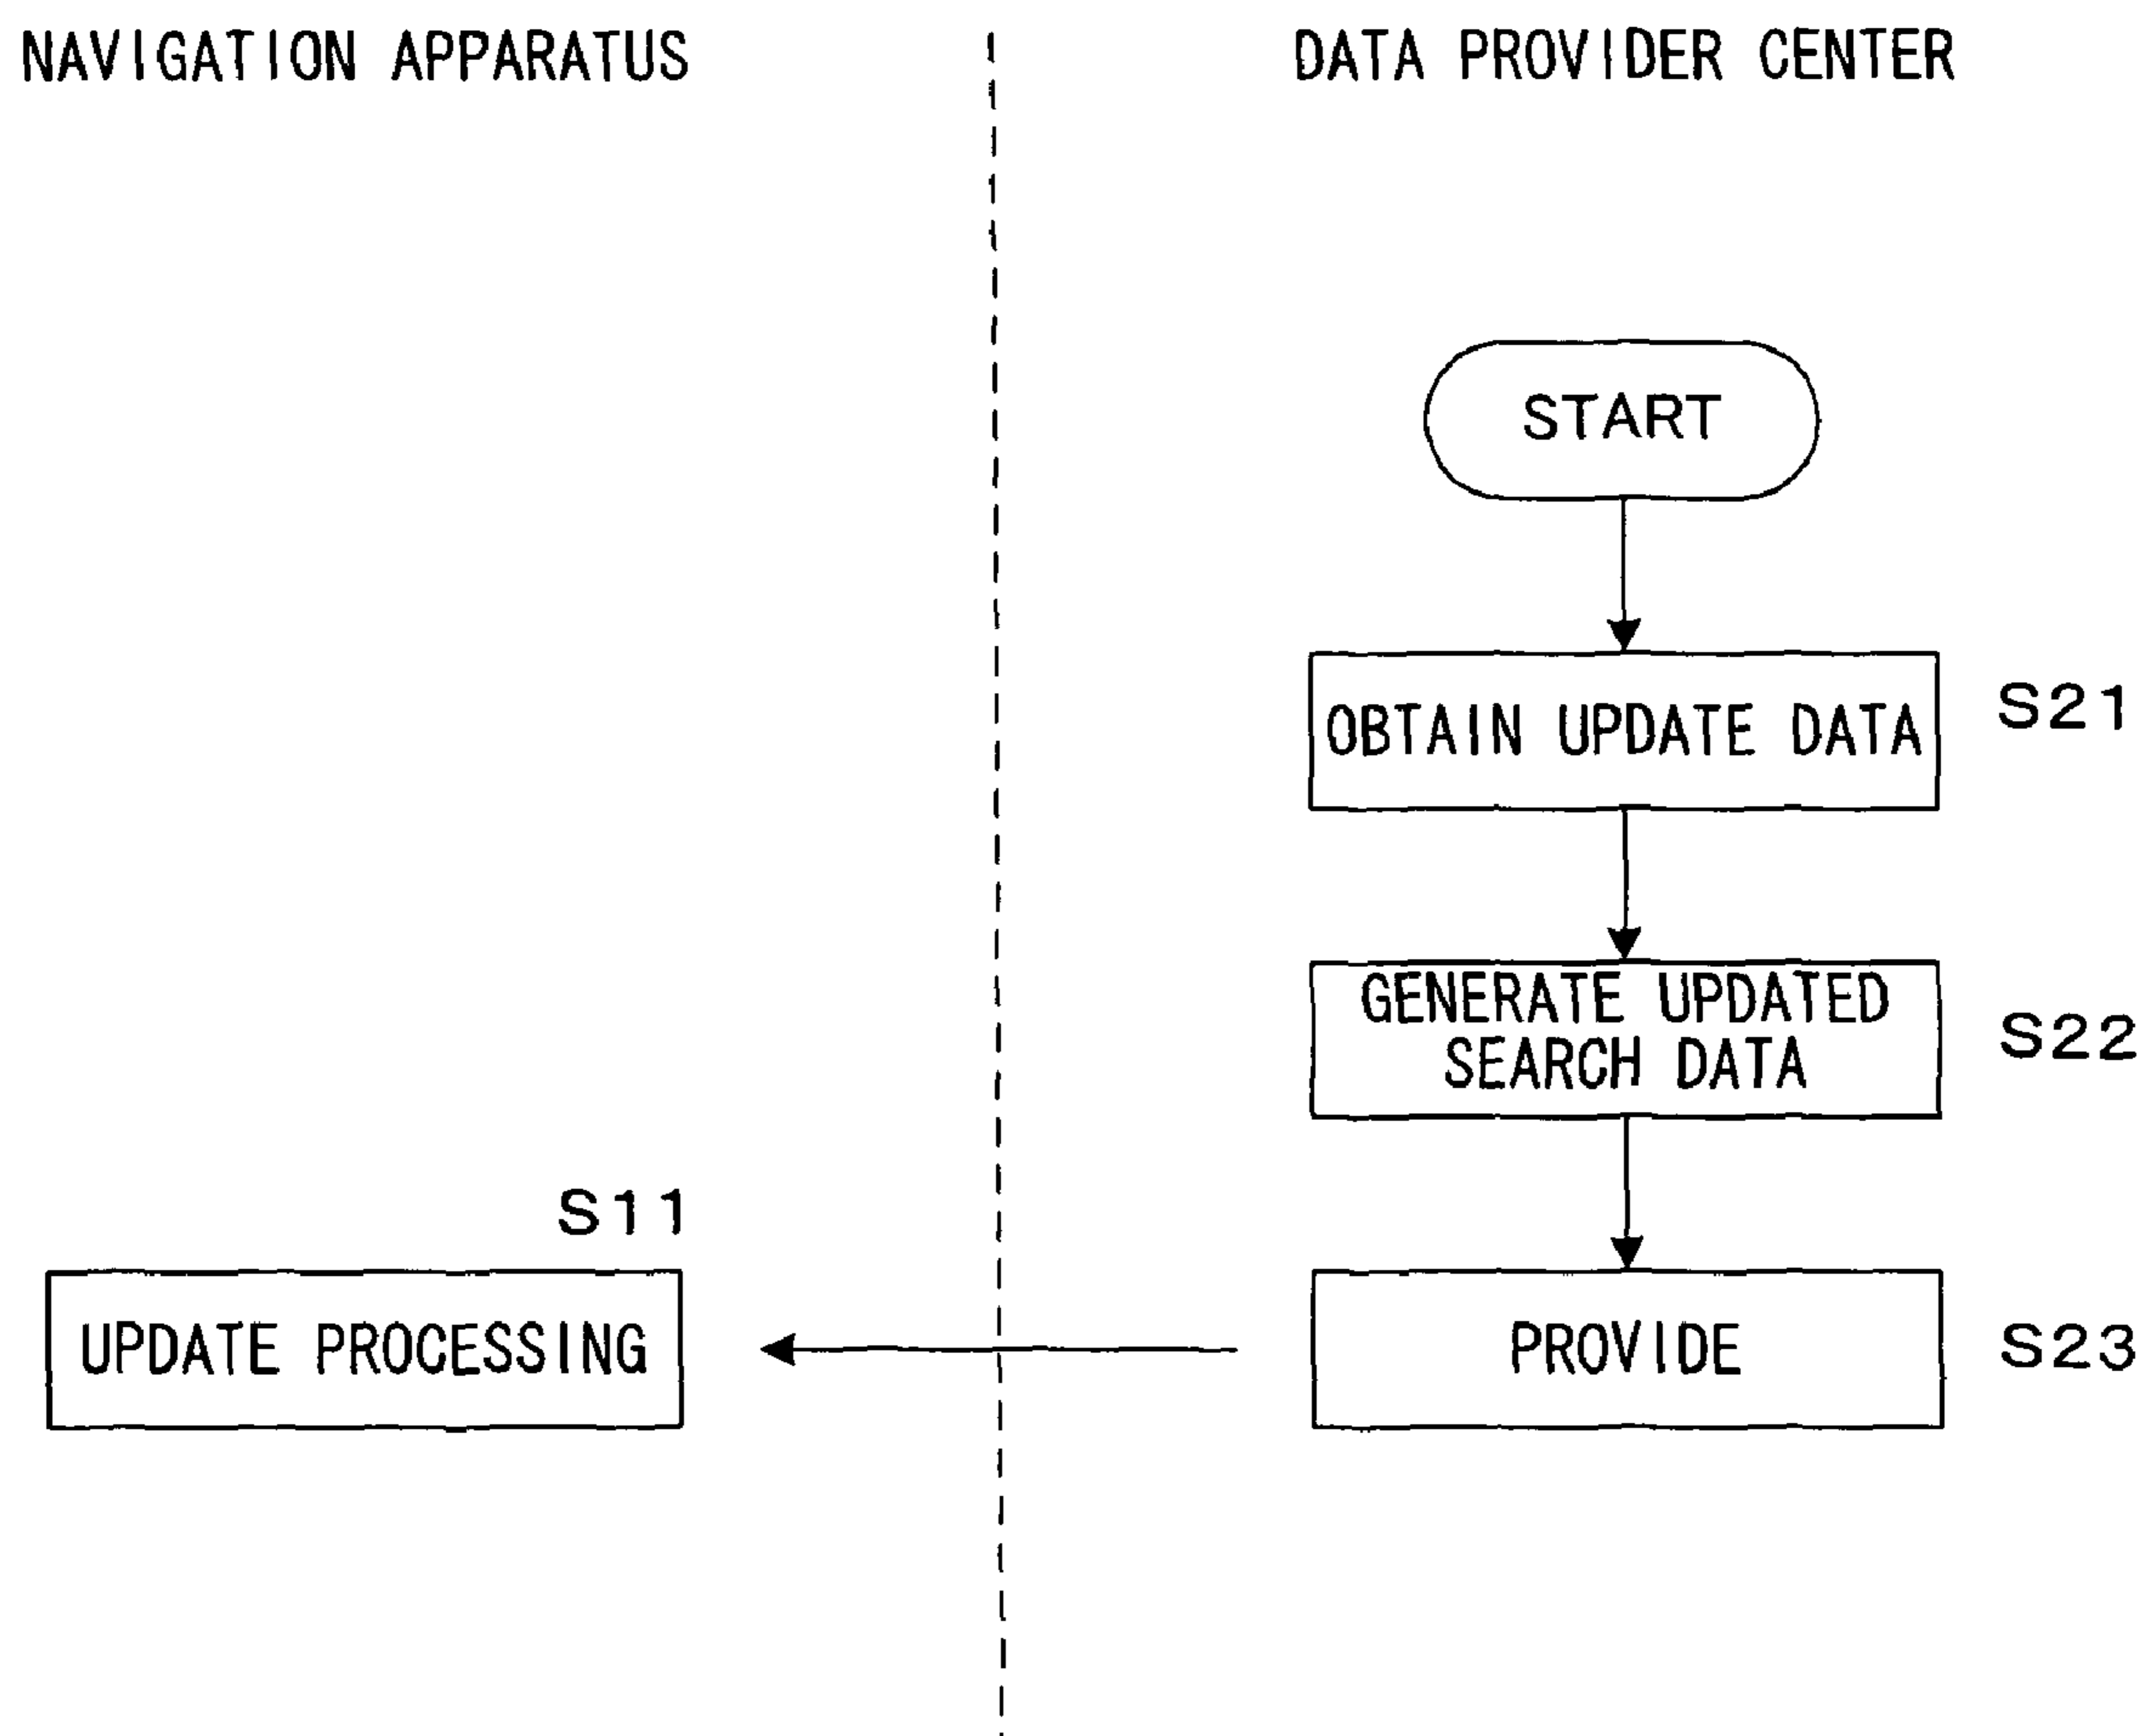 NAVIGATION APPARATUS
DATA PROVIDER CENTER
START
OBTAIN UPDATE DATA
S21
GENERATE UPDATED
SEARCH DATA
S22
S11
UPDATE PROCESSING
PROVIDE
S23